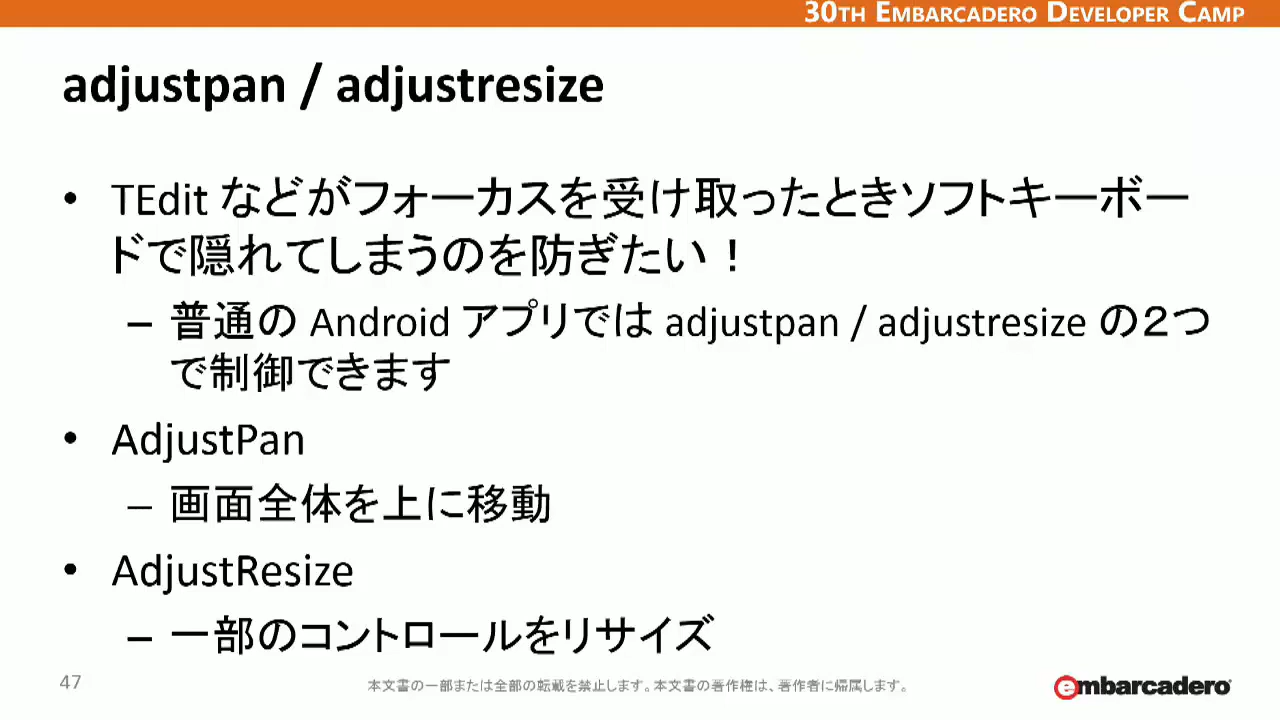 30TH EMBARCADERO DEVELOPER CAMP
adjustpan / adjustresize
• TEdit などがフォーカスを受け取ったときソフトキーボー
ドで隠れてしまうのを防ぎたい！
– 普通の Android アプリでは adjustpan / adjustresize の２つ
で制御できます
• AdjustPan
– 画面全体を上に移動
• AdjustResize
– 一部のコントロールをリサイズ
47
本文書の一部または全部の転載を禁止します。本文書の著作権は、著作者に帰属します。
embarcadero